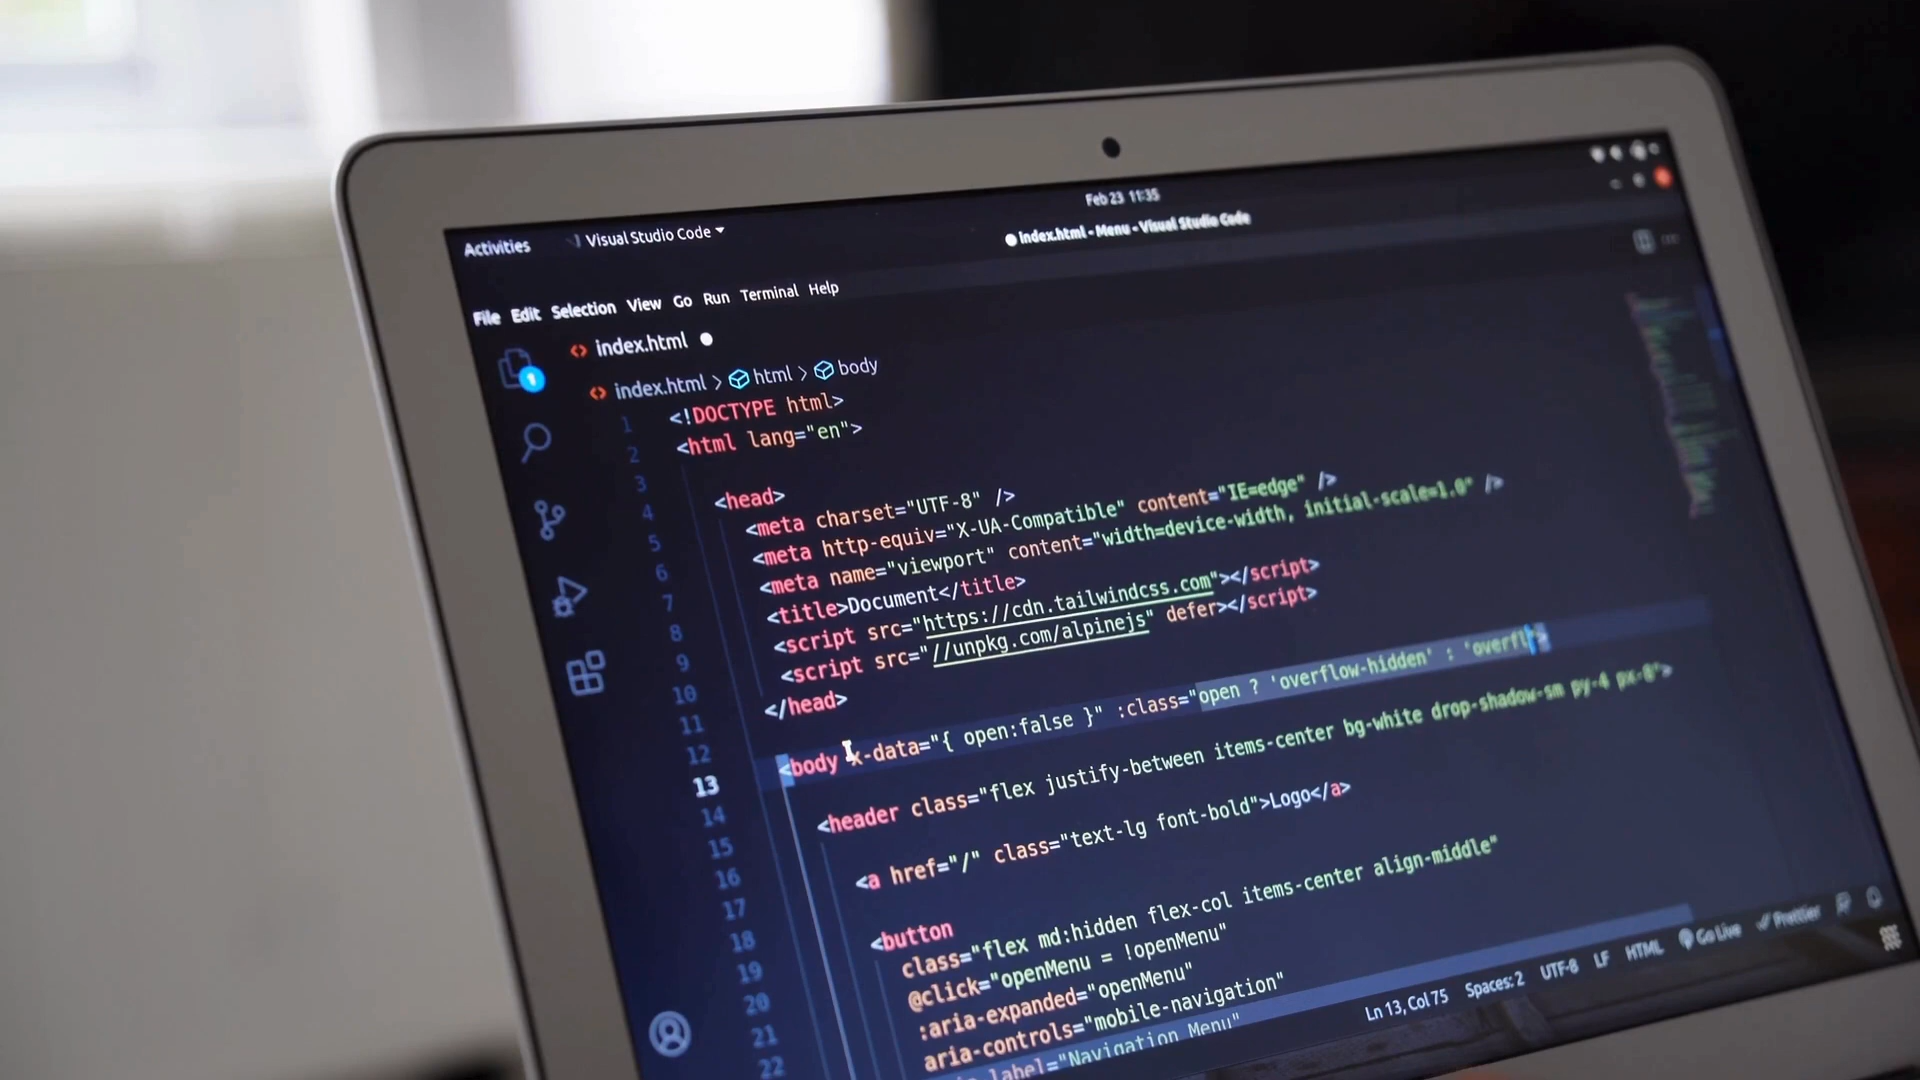 Feb 23 11:35
Activities Visual Studio Code
index.html - Menu - Visual Studio Code
File Edit Selection View Go Run Terminal Help
index.html
index.html > html > body
1 <!DOCTYPE html>
2 <html lang="en">
3
4 <head>
5 <meta charset="UTF-8" />
6 <meta http-equiv="X-UA-Compatible" content="IE=edge" />
7 <meta name="viewport" content="width=device-width, initial-scale=1.0" />
8 <title>Document</title>
9 <script src="https://cdn.tailwindcss.com"></script>
10 <script src="//unpkg.com/alpinejs" defer></script>
11 </head>
12
13 <body x-data="{ open:false }" :class="open ? 'overflow-hidden' : 'overfl">
14
15 <header class="flex justify-between items-center bg-white drop-shadow-sm py-4 px-8">
16
17 <a href="/" class="text-lg font-bold">Logo</a>
18
19 <button
20 class="flex md:hidden flex-col items-center align-middle"
21 @click="openMenu = !openMenu"
22 :aria-expanded="openMenu"
aria-controls="mobile-navigation"
label="Navigation Menu"
Ln 13, Col 75 Spaces: 2 UTF-8 LF HTML Go Live Prettier
1